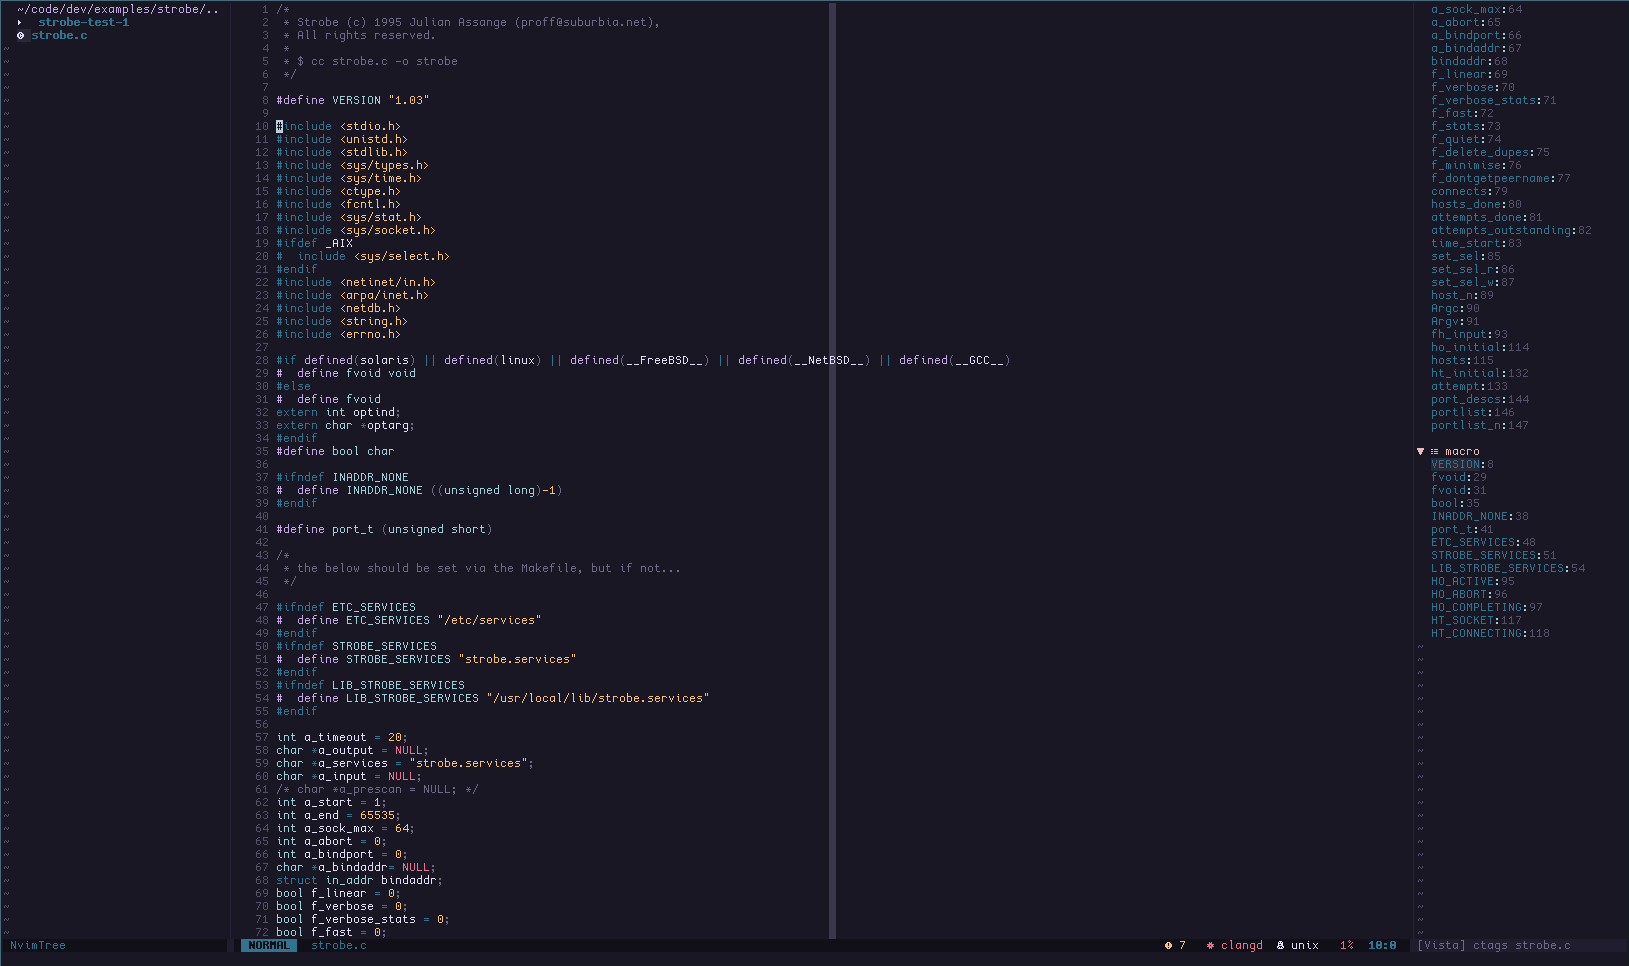 ~/code/dev/examples/strobe/..
strobe-test-1
strobe.c
1 /*
2  * Strobe (c) 1995 Julian Assange (proff@suburbia.net),
3  * All rights reserved.
4  *
5  * $ cc strobe.c -o strobe
6  */
7
8 #define VERSION "1.03"
9
10 #include <stdio.h>
11 #include <unistd.h>
12 #include <stdlib.h>
13 #include <sys/types.h>
14 #include <sys/time.h>
15 #include <ctype.h>
16 #include <fcntl.h>
17 #include <sys/stat.h>
18 #include <sys/socket.h>
19 #ifdef _AIX
20 #  include <sys/select.h>
21 #endif
22 #include <netinet/in.h>
23 #include <arpa/inet.h>
24 #include <netdb.h>
25 #include <string.h>
26 #include <errno.h>
27
28 #if defined(solaris) || defined(linux) || defined(__FreeBSD__) || defined(__NetBSD__) || defined(__GCC__)
29 #  define fvoid void
30 #else
31 #  define fvoid
32 extern int optind;
33 extern char *optarg;
34 #endif
35 #define bool char
36
37 #ifndef INADDR_NONE
38 #  define INADDR_NONE ((unsigned long)-1)
39 #endif
40
41 #define port_t (unsigned short)
42
43 /*
44  * the below should be set via the Makefile, but if not...
45  */
46
47 #ifndef ETC_SERVICES
48 #  define ETC_SERVICES "/etc/services"
49 #endif
50 #ifndef STROBE_SERVICES
51 #  define STROBE_SERVICES "strobe.services"
52 #endif
53 #ifndef LIB_STROBE_SERVICES
54 #  define LIB_STROBE_SERVICES "/usr/local/lib/strobe.services"
55 #endif
56
57 int a_timeout = 20;
58 char *a_output = NULL;
59 char *a_services = "strobe.services";
60 char *a_input = NULL;
61 /* char *a_prescan = NULL; */
62 int a_start = 1;
63 int a_end = 65535;
64 int a_sock_max = 64;
65 int a_abort = 0;
66 int a_bindport = 0;
67 char *a_bindaddr= NULL;
68 struct in_addr bindaddr;
69 bool f_linear = 0;
70 bool f_verbose = 0;
71 bool f_verbose_stats = 0;
72 bool f_fast = 0;
a_sock_max:64
a_abort:65
a_bindport:66
a_bindaddr:67
bindaddr:68
f_linear:69
f_verbose:70
f_verbose_stats:71
f_fast:72
f_stats:73
f_quiet:74
f_delete_dupes:75
f_minimise:76
f_dontgetpeername:77
connects:79
hosts_done:80
attempts_done:81
attempts_outstanding:82
time_start:83
set_sel:85
set_sel_r:86
set_sel_w:87
host_n:89
Argc:90
Argv:91
fh_input:93
ho_initial:114
hosts:115
ht_initial:132
attempt:133
port_descs:144
portlist:146
portlist_n:147
macro
VERSION:8
fvoid:29
fvoid:31
bool:35
INADDR_NONE:38
port_t:41
ETC_SERVICES:48
STROBE_SERVICES:51
LIB_STROBE_SERVICES:54
HO_ACTIVE:95
HO_ABORT:96
HO_COMPLETING:97
HT_SOCKET:117
HT_CONNECTING:118
NvimTree
NORMAL strobe.c 7 clangd unix 1% 10:0
[Vista] ctags strobe.c